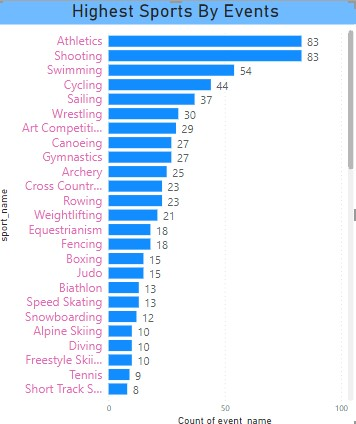 Highest Sports By Events
Athletics 83
Shooting 83
Swimming 54
Cycling 44
Sailing 37
Wrestling 30
Art Competiti... 29
Canoeing 27
Gymnastics 27
Archery 25
Cross Countr... 23
Rowing 23
Weightlifting 21
Equestrianism 18
Fencing 18
Boxing 15
Judo 15
Biathlon 13
Speed Skating 13
Snowboarding 12
Alpine Skiing 10
Diving 10
Freestyle Skii... 10
Tennis 9
Short Track S... 8
sport_name
0 50 100
Count of event_name